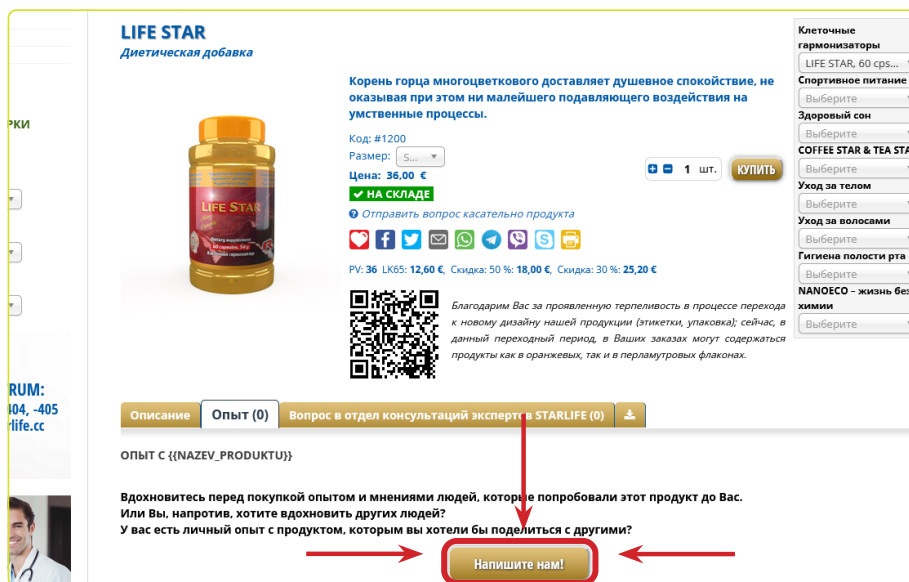 LIFE STAR
Диетическая добавка
РКИ
RUM:
404, -405
rlife.cc
LIFE STAR
Dietary supplement
60 capsules, 54 g
Корень горца многоцветкового доставляет душевное спокойствие, не
оказывая при этом ни малейшего подавляющего воздействия на
умственные процессы.
Код: #1200
Размер: S...
Цена: 36,00 €
1 шт.
КУПИТЬ
НА СКЛАДЕ
Отправить вопрос касательно продукта
PV: 36 LK65: 12,60 €, Скидка: 50 %: 18,00 €, Скидка: 30 %: 25,20 €
Благодарим Вас за проявленную терпеливость в процессе перехода
к новому дизайну нашей продукции (этикетки, упаковка); сейчас, в
данный переходный период, в Ваших заказах могут содержаться
продукты как в оранжевых, так и в перламутровых флаконах.
Клеточные
гармонизаторы
LIFE STAR, 60 cps...
Спортивное питание
Выберите
Здоровый сон
Выберите
COFFEE STAR & TEA STA
Выберите
Уход за телом
Выберите
Уход за волосами
Выберите
Гигиена полости рта
Выберите
NANOECO – жизнь без
химии
Выберите
Описание
Опыт (0)
Вопрос в отдел консультаций экспертов STARLIFE (0)
ОПЫТ С {{NAZEV_PRODUKTU}}
Вдохновитесь перед покупкой опытом и мнениями людей, которые попробовали этот продукт до Вас.
Или Вы, напротив, хотите вдохновить других людей?
У вас есть личный опыт с продуктом, которым вы хотели бы поделиться с другими?
Напишите нам!